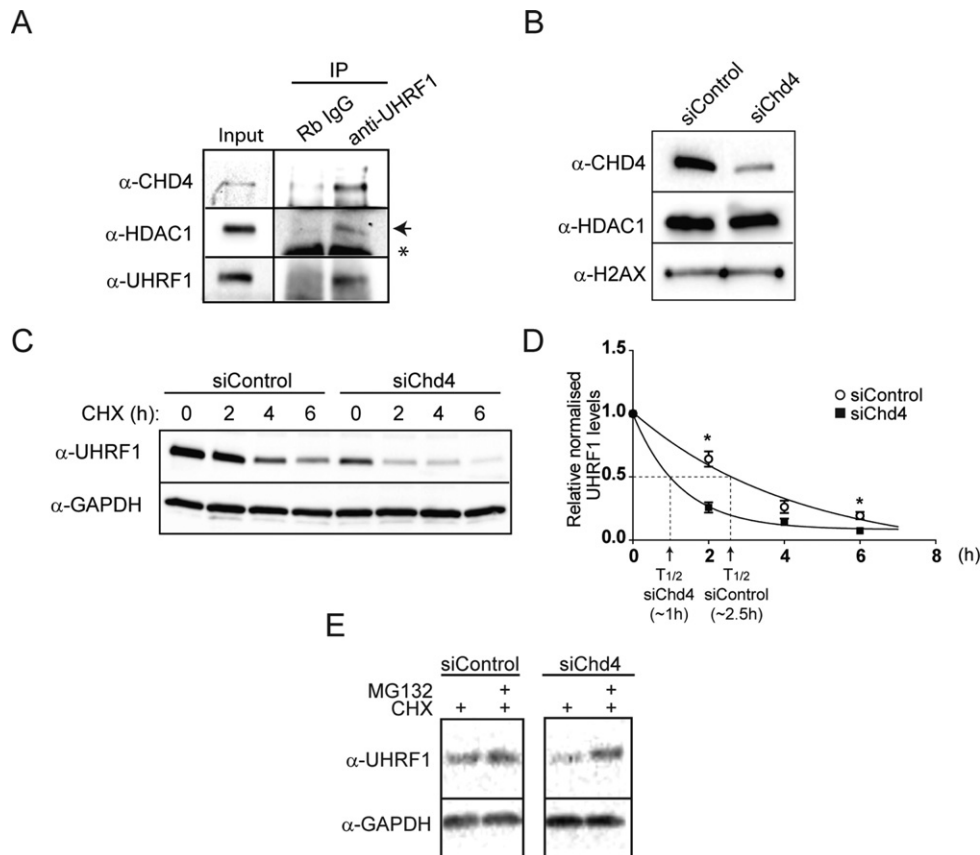 A
IP
Input
Rb IgG
anti-UHRF1
α-CHD4
α-HDAC1
*
α-UHRF1
B
siControl
siChd4
α-CHD4
α-HDAC1
α-H2AX
C
siControl siChd4
CHX (h): 0 2 4 6 0 2 4 6
α-UHRF1
α-GAPDH
D
Relative normalised
UHRF1 levels
1.5
1.0
0.5
0.0
0 2 4 6 8 (h)
* *
siControl
siChd4
T1/2
siChd4
(~1h)
T1/2
siControl
(~2.5h)
E
siControl siChd4
MG132 + +
CHX + + + +
α-UHRF1
α-GAPDH